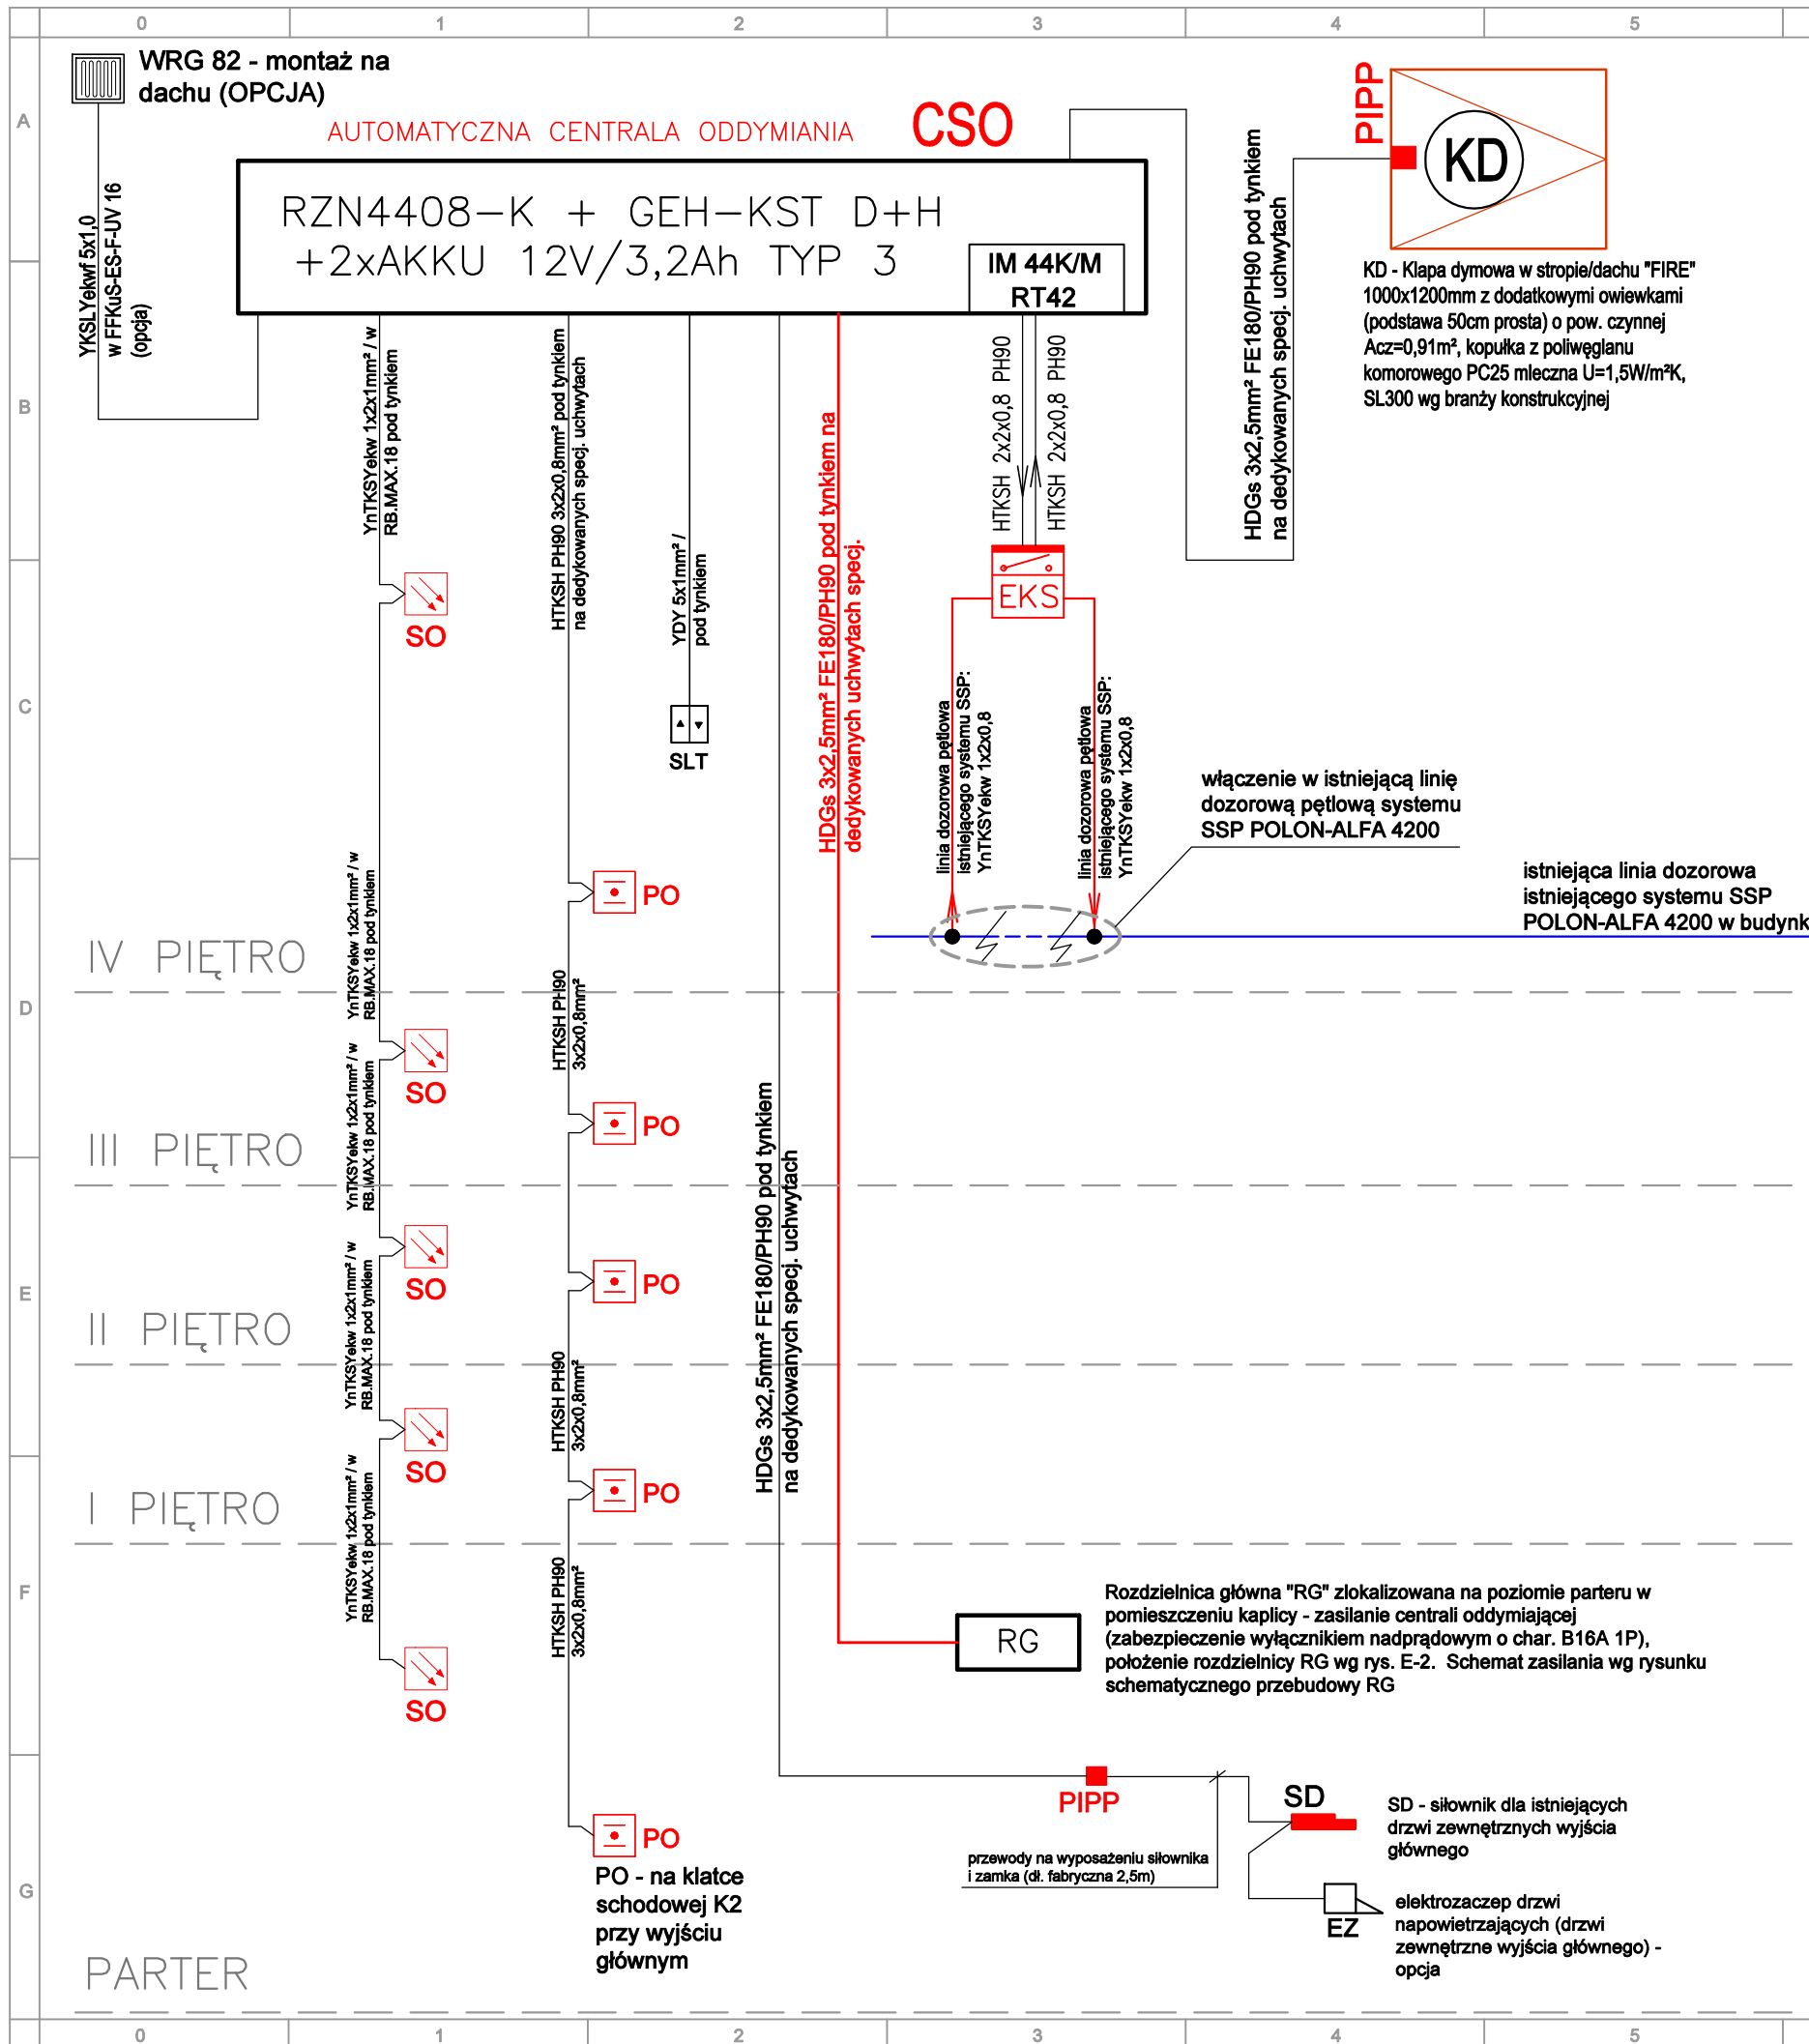 0 1 2 3 4 5
A
B
C
D
E
F
G
WRG 82 - montaż na
dachu (OPCJA)
AUTOMATYCZNA CENTRALA ODDYMIANIA
CSO
RZN4408-K + GEH-KST D+H
+2xAKKU 12V/3,2Ah TYP 3
IM 44K/M
RT42
PIPP
KD
KD - Klapa dymowa w stropie/dachu "FIRE"
1000x1200mm z dodatkowymi owiewkami
(podstawa 50cm prosta) o pow. czynnej
Acz=0,91m², kopułka z poliwęglanu
komorowego PC25 mleczna U=1,5W/m²K,
SL300 wg branży konstrukcyjnej
YKSLYekwf 5x1,0
w FFKuS-ES-F-UV 16
(opcja)
YnTKSYekw 1x2x1mm² / w
RB.MAX.18 pod tynkiem
HTKSH PH90 3x2x0,8mm² pod tynkiem
na dedykowanych specj. uchwytach
YDY 5x1mm² /
pod tynkiem
HDGs 3x2,5mm² FE180/PH90 pod tynkiem na
dedykowanych uchwytach specj.
HTKSH 2x2x0,8 PH90
HTKSH 2x2x0,8 PH90
HDGs 3x2,5mm² FE180/PH90 pod tynkiem
na dedykowanych specj. uchwytach
EKS
SO
SLT
linia dozorowa pętlowa
istniejącego systemu SSP:
YnTKSYekw 1x2x0,8
linia dozorowa pętlowa
istniejącego systemu SSP:
YnTKSYekw 1x2x0,8
włączenie w istniejącą linię
dozorową pętlową systemu
SSP POLON-ALFA 4200
istniejąca linia dozorowa
istniejącego systemu SSP
POLON-ALFA 4200 w budynk
PO
IV PIĘTRO
YnTKSYekw 1x2x1mm² / w
RB.MAX.18 pod tynkiem
HTKSH PH90
3x2x0,8mm²
SO
PO
III PIĘTRO
YnTKSYekw 1x2x1mm² / w
RB.MAX.18 pod tynkiem
HDGs 3x2,5mm² FE180/PH90 pod tynkiem
na dedykowanych specj. uchwytach
SO
PO
II PIĘTRO
YnTKSYekw 1x2x1mm² / w
RB.MAX.18 pod tynkiem
HTKSH PH90
3x2x0,8mm²
SO
PO
I PIĘTRO
YnTKSYekw 1x2x1mm² / w
RB.MAX.18 pod tynkiem
HTKSH PH90
3x2x0,8mm²
SO
RG
Rozdzielnica główna "RG" zlokalizowana na poziomie parteru w
pomieszczeniu kaplicy - zasilanie centrali oddymiającej
(zabezpieczenie wyłącznikiem nadprądowym o char. B16A 1P),
położenie rozdzielnicy RG wg rys. E-2. Schemat zasilania wg rysunku
schematycznego przebudowy RG
PIPP
SD
SD - siłownik dla istniejących
drzwi zewnętrznych wyjścia
głównego
PO
PO - na klatce
schodowej K2
przy wyjściu
głównym
przewody na wyposażeniu siłownika
i zamka (dł. fabryczna 2,5m)
EZ
elektrozaczep drzwi
napowietrzających (drzwi
zewnętrzne wyjścia głównego) -
opcja
PARTER
0 1 2 3 4 5